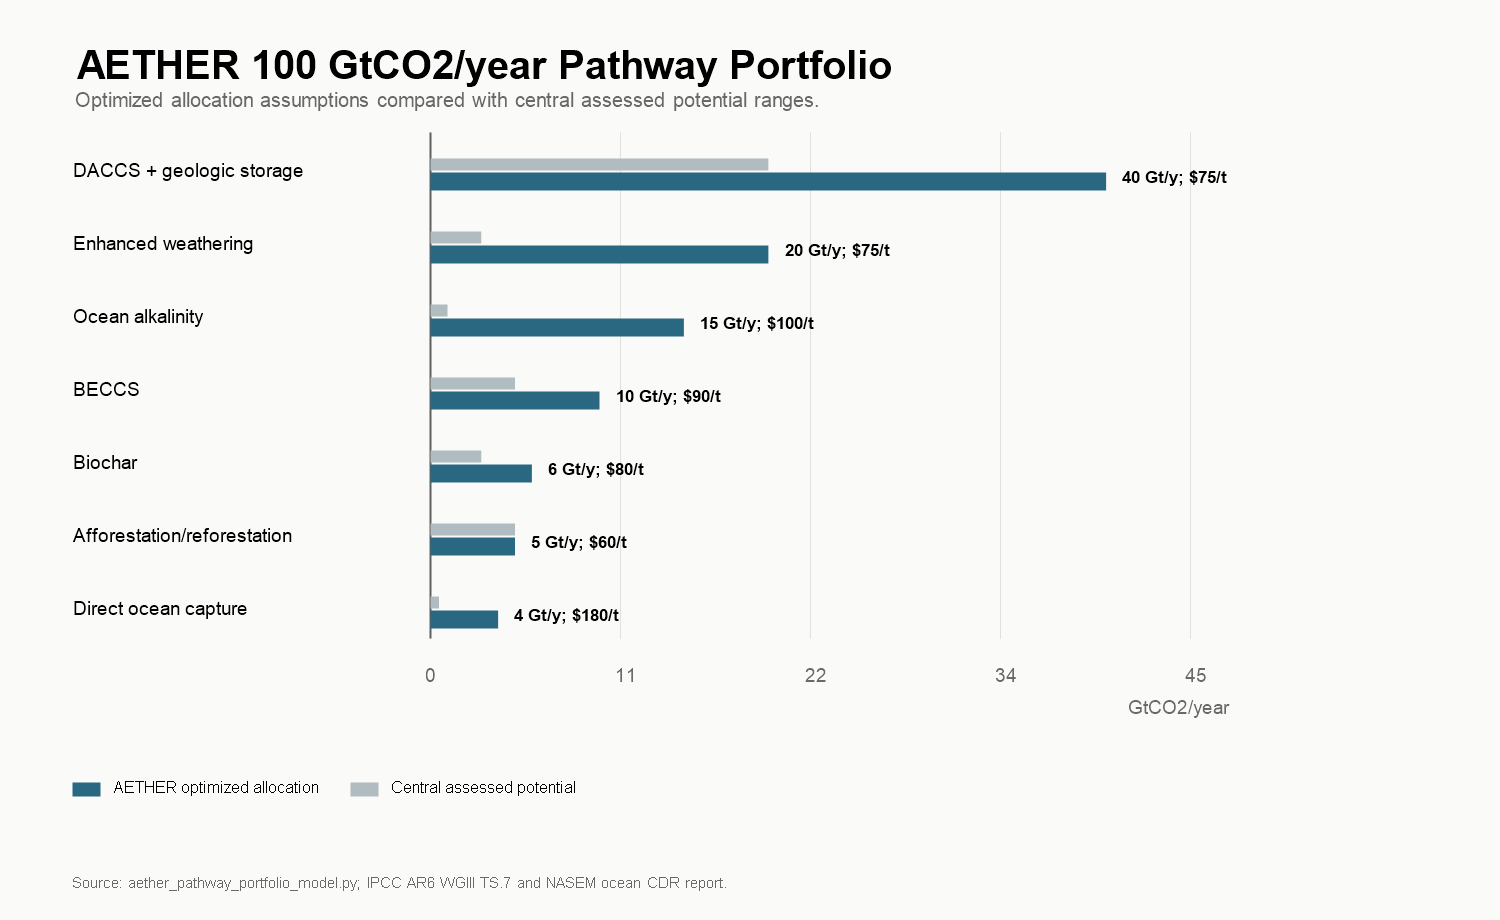 AETHER 100 GtCO2/year Pathway Portfolio
Optimized allocation assumptions compared with central assessed potential ranges.
DACCS + geologic storage
40 Gt/y; $75/t
Enhanced weathering
20 Gt/y; $75/t
Ocean alkalinity
15 Gt/y; $100/t
BECCS
10 Gt/y; $90/t
Biochar
6 Gt/y; $80/t
Afforestation/reforestation
5 Gt/y; $60/t
Direct ocean capture
4 Gt/y; $180/t
0 11 22 34 45
GtCO2/year
AETHER optimized allocation Central assessed potential
Source: aether_pathway_portfolio_model.py; IPCC AR6 WGIII TS.7 and NASEM ocean CDR report.